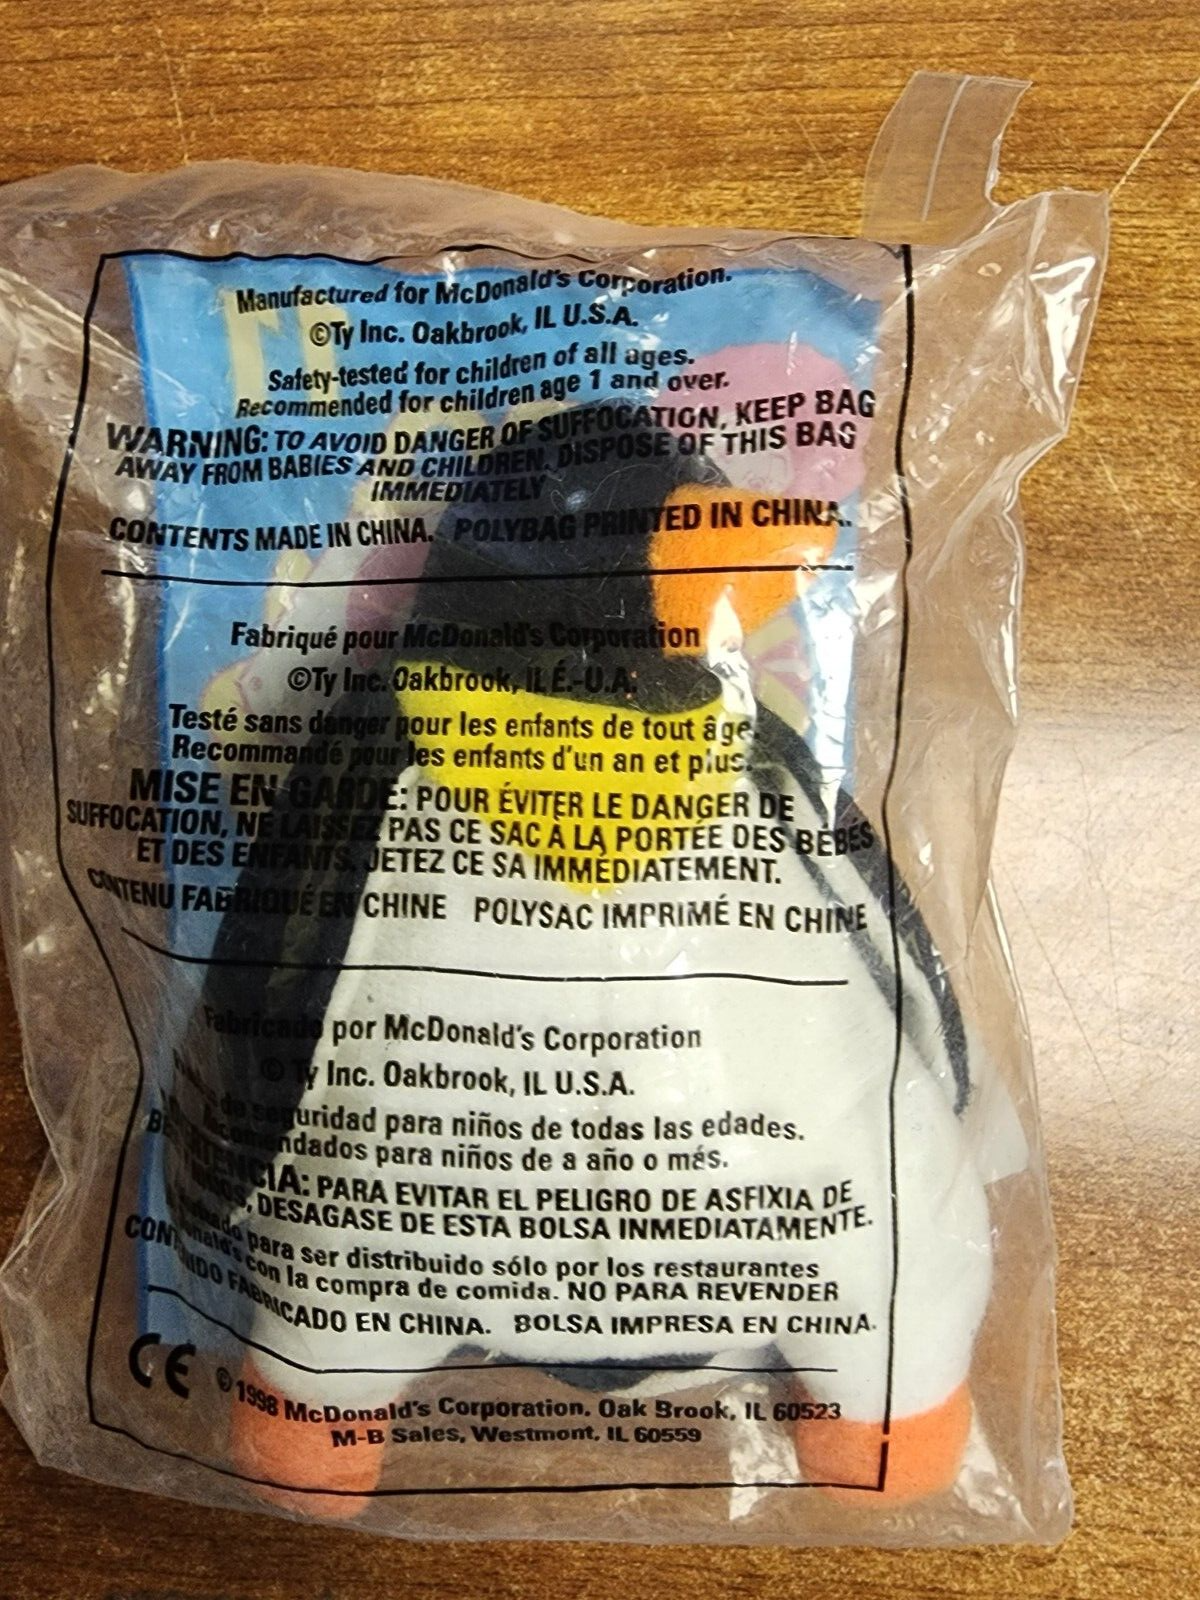 Manufactured for McDonald's Corporation.
©Ty Inc. Oakbrook, IL U.S.A.
Safety-tested for children of all ages.
Recommended for children age 1 and over.
WARNING: TO AVOID DANGER OF SUFFOCATION, KEEP BAG
AWAY FROM BABIES AND CHILDREN. DISPOSE OF THIS BAG
IMMEDIATELY
CONTENTS MADE IN CHINA. POLYBAG PRINTED IN CHINA.
Fabriqué pour McDonald's Corporation
©Ty Inc. Oakbrook, IL É.-U.A.
Testé sans danger pour les enfants de tout âge.
Recommandé pour les enfants d'un an et plus.
MISE EN GARDE: POUR ÉVITER LE DANGER DE
SUFFOCATION, NE LAISSEZ PAS CE SAC À LA PORTÉE DES BÉBÉS
ET DES ENFANTS. JETEZ CE SA IMMÉDIATEMENT.
CONTENU FABRIQUÉ EN CHINE POLYSAC IMPRIMÉ EN CHINE
Fabricado por McDonald's Corporation
© Ty Inc. Oakbrook, IL U.S.A.
de seguridad para niños de todas las edades.
para niños de a año o más.
PARA EVITAR EL PELIGRO DE ASFIXIA DE
DESAGASE DE ESTA BOLSA INMEDIATAMENTE.
para ser distribuido sólo por los restaurantes
con la compra de comida. NO PARA REVENDER
CONTENIDO FABRICADO EN CHINA. BOLSA IMPRESA EN CHINA.
CE © 1998 McDonald's Corporation. Oak Brook, IL 60523
M-B Sales, Westmont, IL 60559